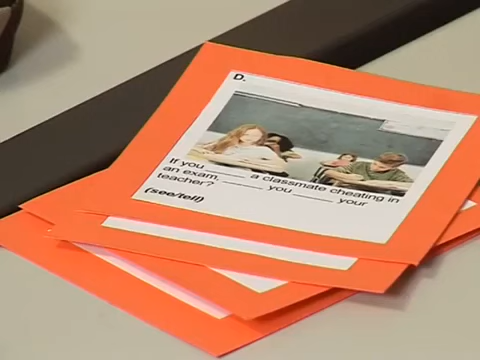 D.
If you _____ a classmate cheating in
an exam, _____ you _____ your
teacher?
(see/tell)